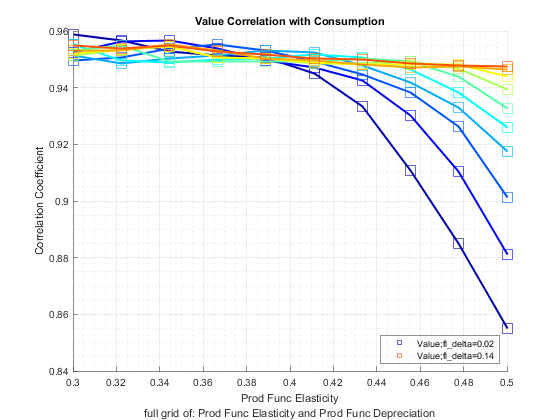 Value Correlation with Consumption
0.96
0.94
0.92
0.9
0.88
0.86
0.84
Correlation Coefficient
0.3 0.32 0.34 0.36 0.38 0.4 0.42 0.44 0.46 0.48 0.5
Value;fl_delta=0.02
Value;fl_delta=0.14
Prod Func Elasticity
full grid of: Prod Func Elasticity and Prod Func Depreciation